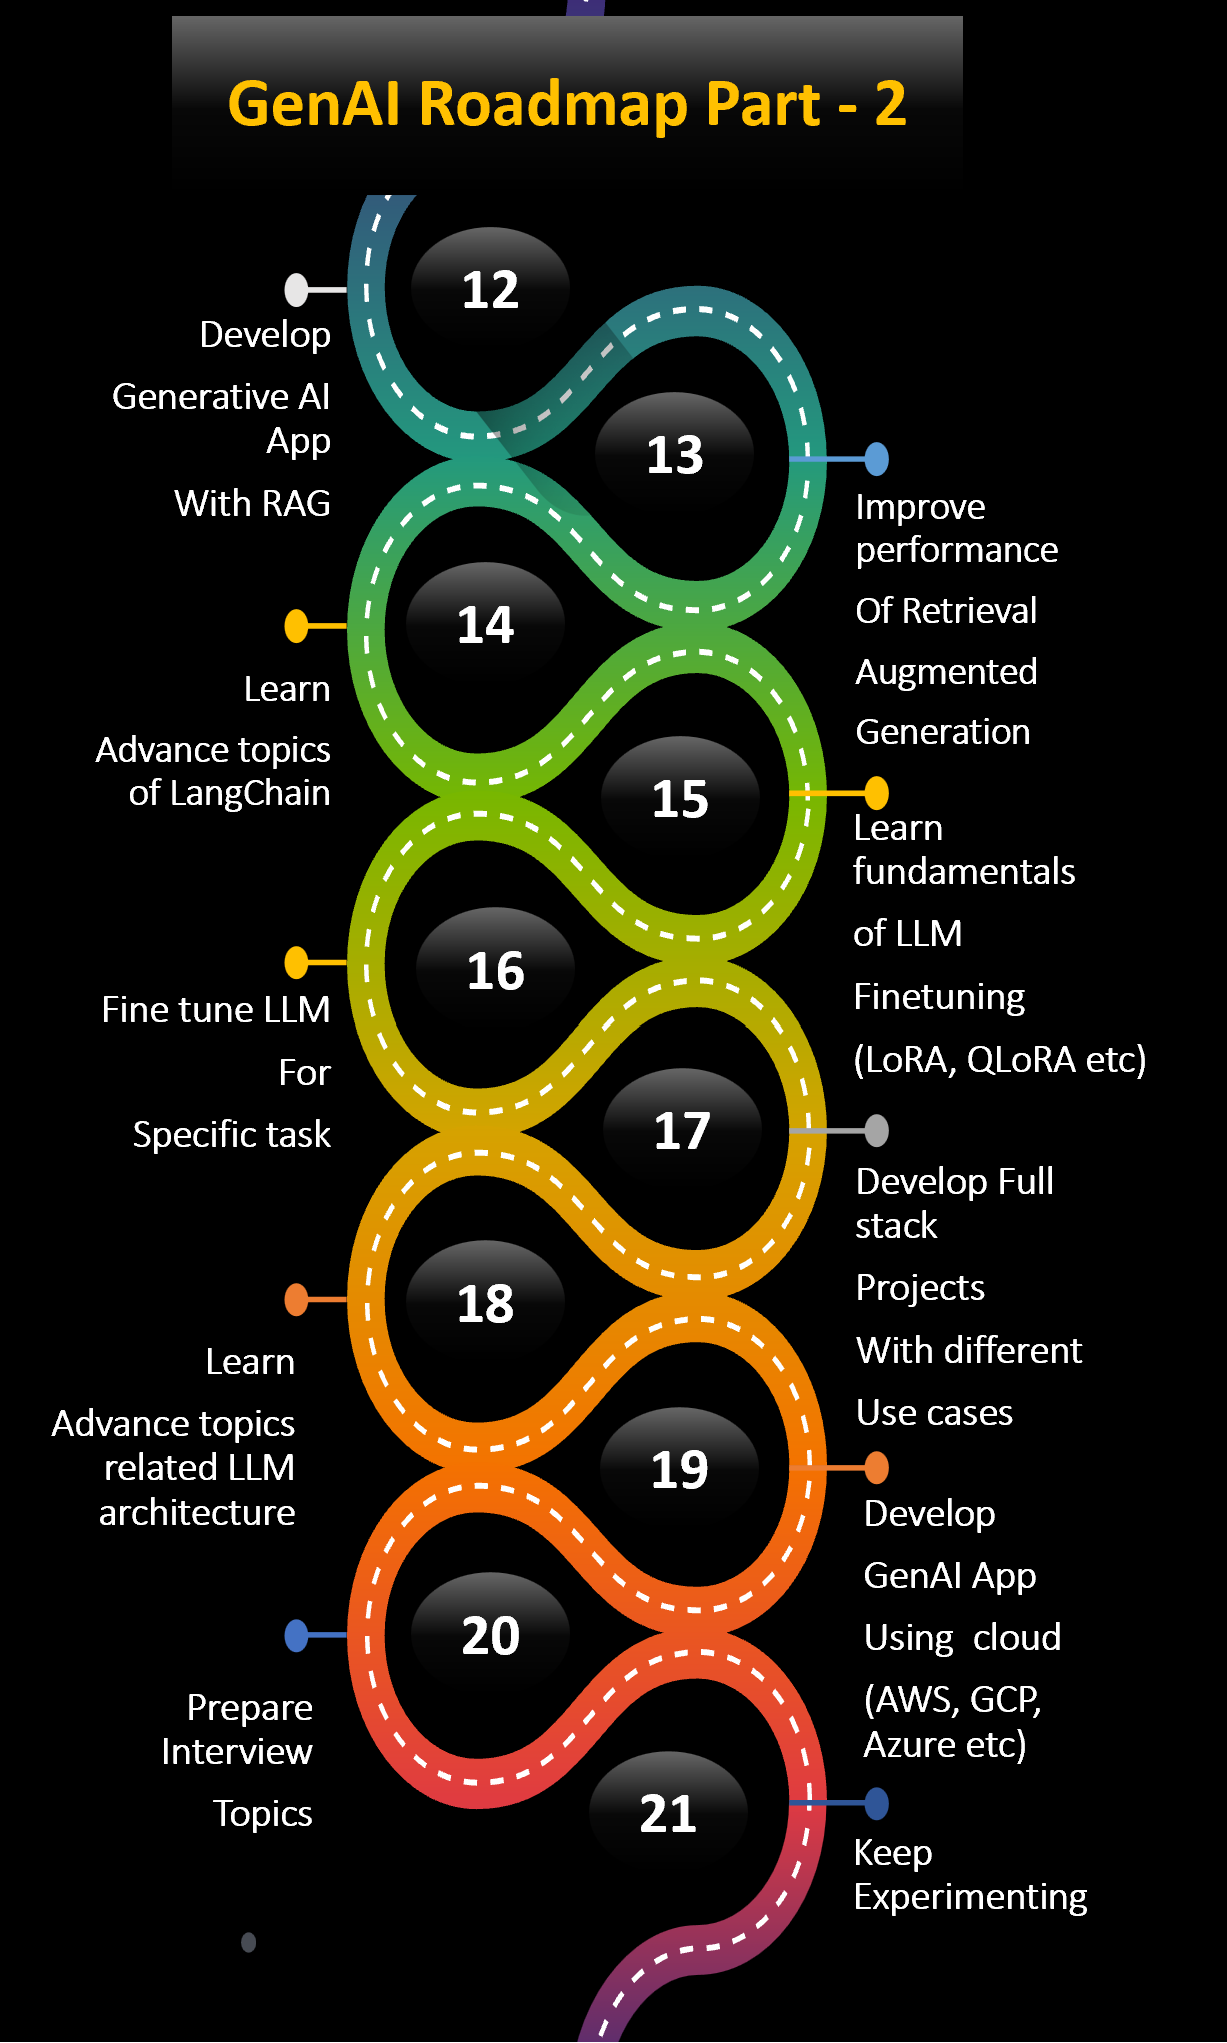 GenAI Roadmap Part - 2
12
Develop
Generative AI
App
With RAG
13
Improve
performance
Of Retrieval
Augmented
Generation
14
Learn
Advance topics
of LangChain
15
Learn
fundamentals
of LLM
Finetuning
(LoRA, QLoRA etc)
16
Fine tune LLM
For
Specific task
17
Develop Full
stack
Projects
With different
Use cases
18
Learn
Advance topics
related LLM
architecture
19
Develop
GenAI App
Using  cloud
(AWS, GCP,
Azure etc)
20
Prepare
Interview
Topics
21
Keep
Experimenting